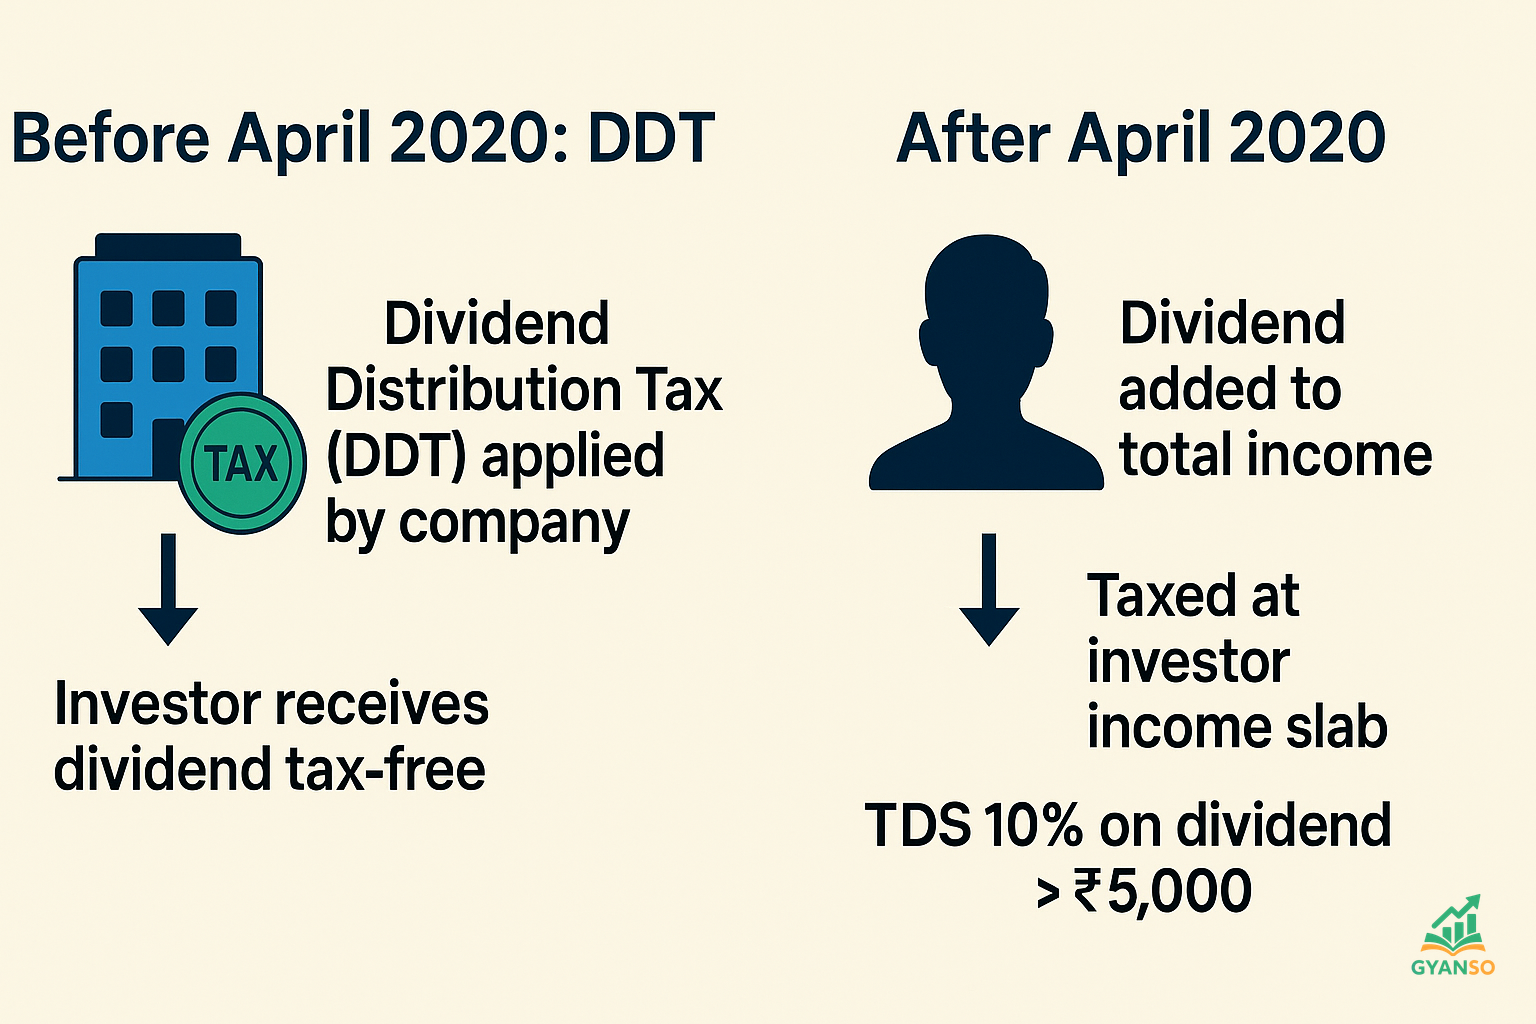 Before April 2020: DDT
TAX
Dividend
Distribution Tax
(DDT) applied
by company
Investor receives
dividend tax-free
After April 2020
Dividend
added to
total income
Taxed at
investor
income slab
TDS 10% on dividend
> ₹5,000
GYANSO